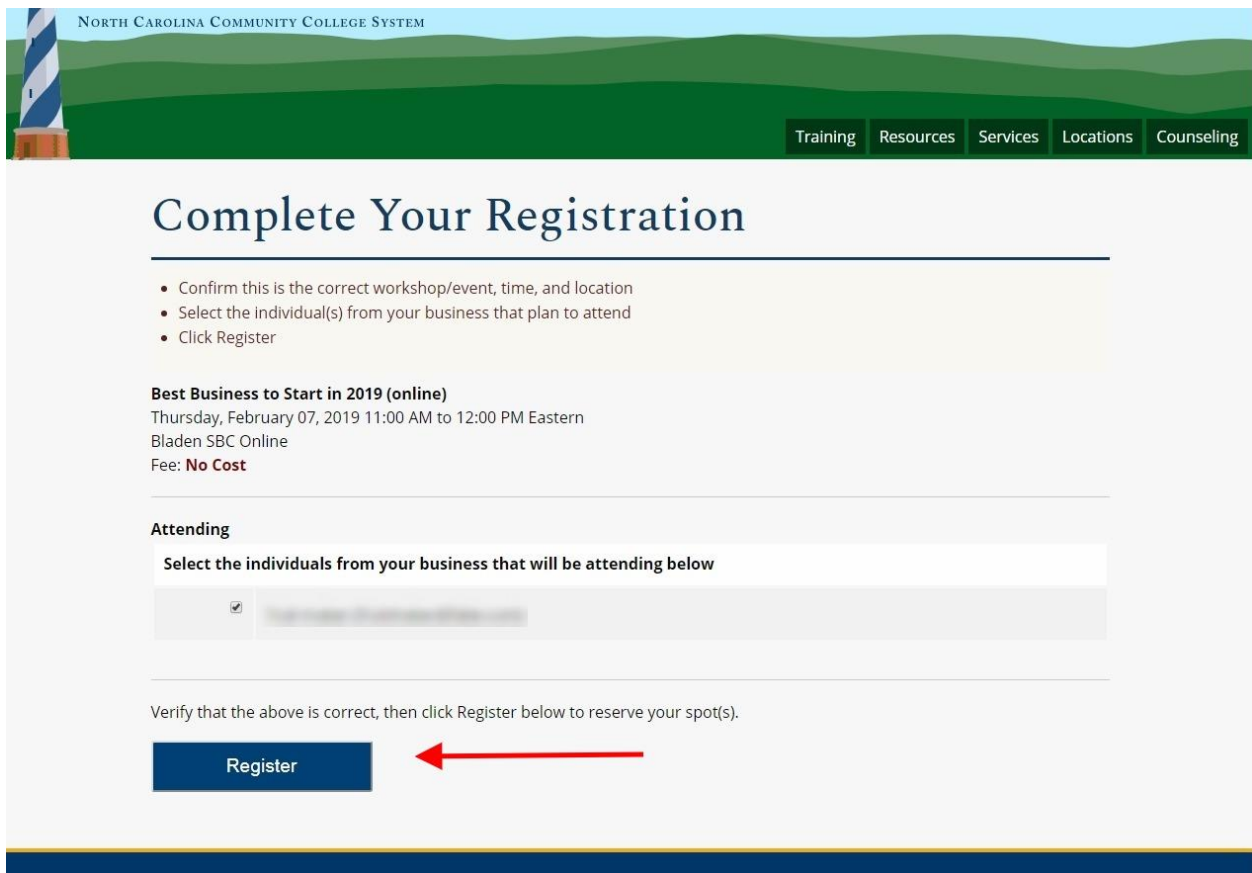 North Carolina Community College System
Training Resources Services Locations Counseling
Complete Your Registration
• Confirm this is the correct workshop/event, time, and location
• Select the individual(s) from your business that plan to attend
• Click Register
Best Business to Start in 2019 (online)
Thursday, February 07, 2019 11:00 AM to 12:00 PM Eastern
Bladen SBC Online
Fee: No Cost
Attending
Select the individuals from your business that will be attending below
Verify that the above is correct, then click Register below to reserve your spot(s).
Register